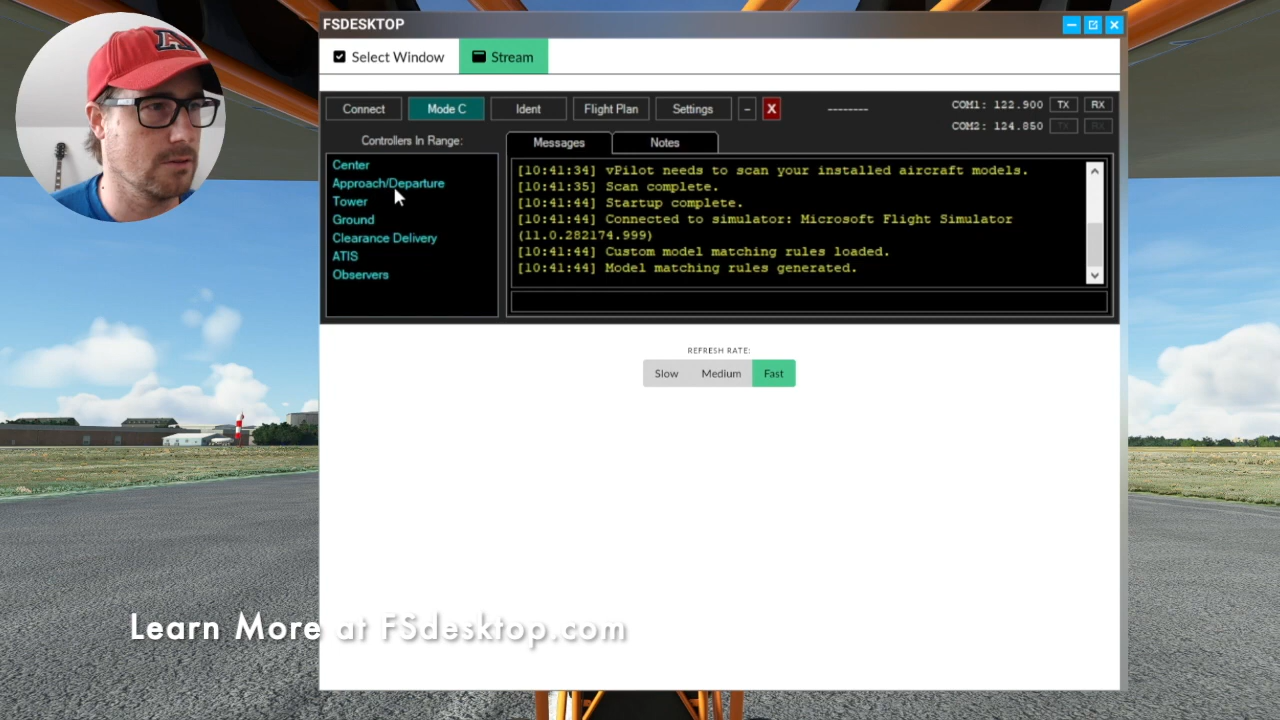 FSDESKTOP
Select Window
Stream
Connect
Mode C
Ident
Flight Plan
Settings
-
X
--------
COM1: 122.900 TX RX
COM2: 124.850 TX RX
Controllers In Range:
Center
Approach/Departure
Tower
Ground
Clearance Delivery
ATIS
Observers
Messages
Notes
[10:41:34] vPilot needs to scan your installed aircraft models.
[10:41:35] Scan complete.
[10:41:44] Startup complete.
[10:41:44] Connected to simulator: Microsoft Flight Simulator
(11.0.282174.999)
[10:41:44] Custom model matching rules loaded.
[10:41:44] Model matching rules generated.
REFRESH RATE:
Slow Medium Fast
Learn More at FSdesktop.com